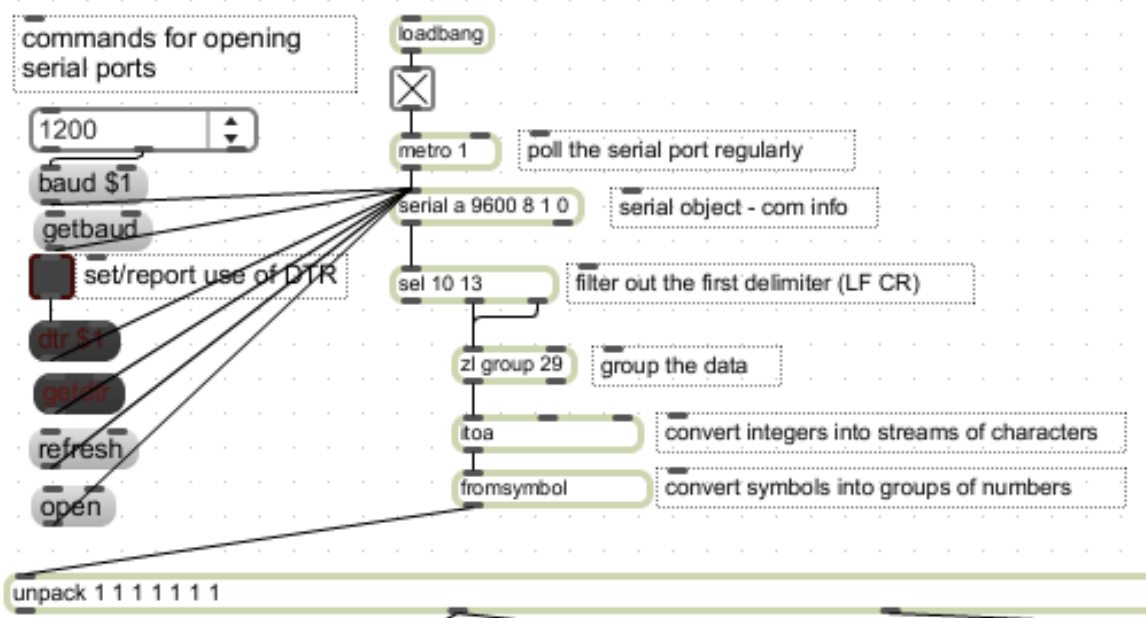 commands for opening
serial ports
1200
baud $1
getbaud
set/report use of DTR
dtr $1
getdtr
refresh
open
loadbang
metro 1
poll the serial port regularly
serial a 9600 8 1 0
serial object - com info
sel 10 13
filter out the first delimiter (LF CR)
zl group 29
group the data
itoa
convert integers into streams of characters
fromsymbol
convert symbols into groups of numbers
unpack 1 1 1 1 1 1 1